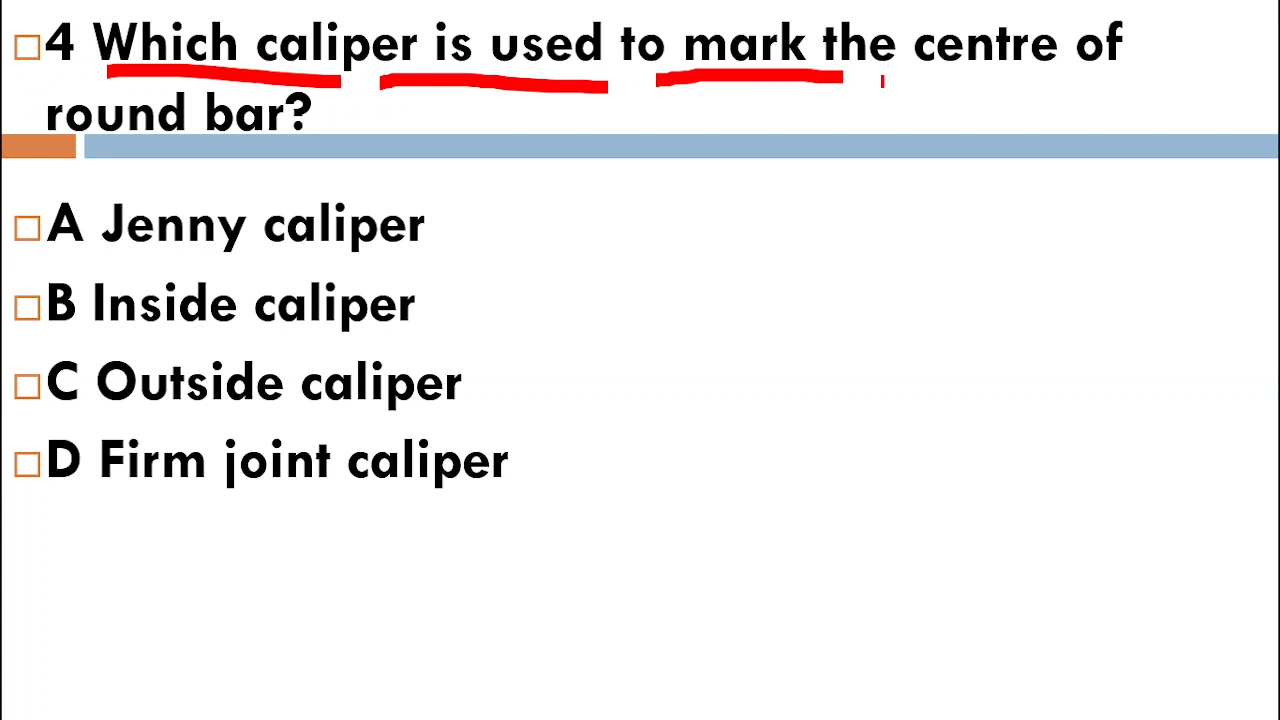 4 Which caliper is used to mark the centre of
round bar?
A Jenny caliper
B Inside caliper
C Outside caliper
D Firm joint caliper